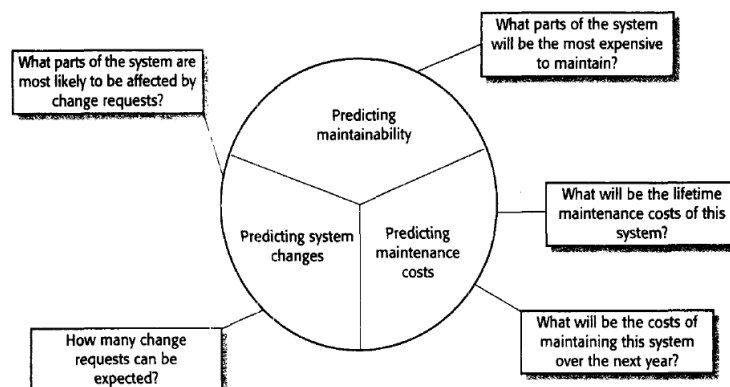 What parts of the system
will be the most expensive
to maintain?
What parts of the system are
most likely to be affected by
change requests?
Predicting
maintainability
What will be the lifetime
maintenance costs of this
system?
Predicting system
changes
Predicting
maintenance
costs
What will be the costs of
maintaining this system
over the next year?
How many change
requests can be
expected?